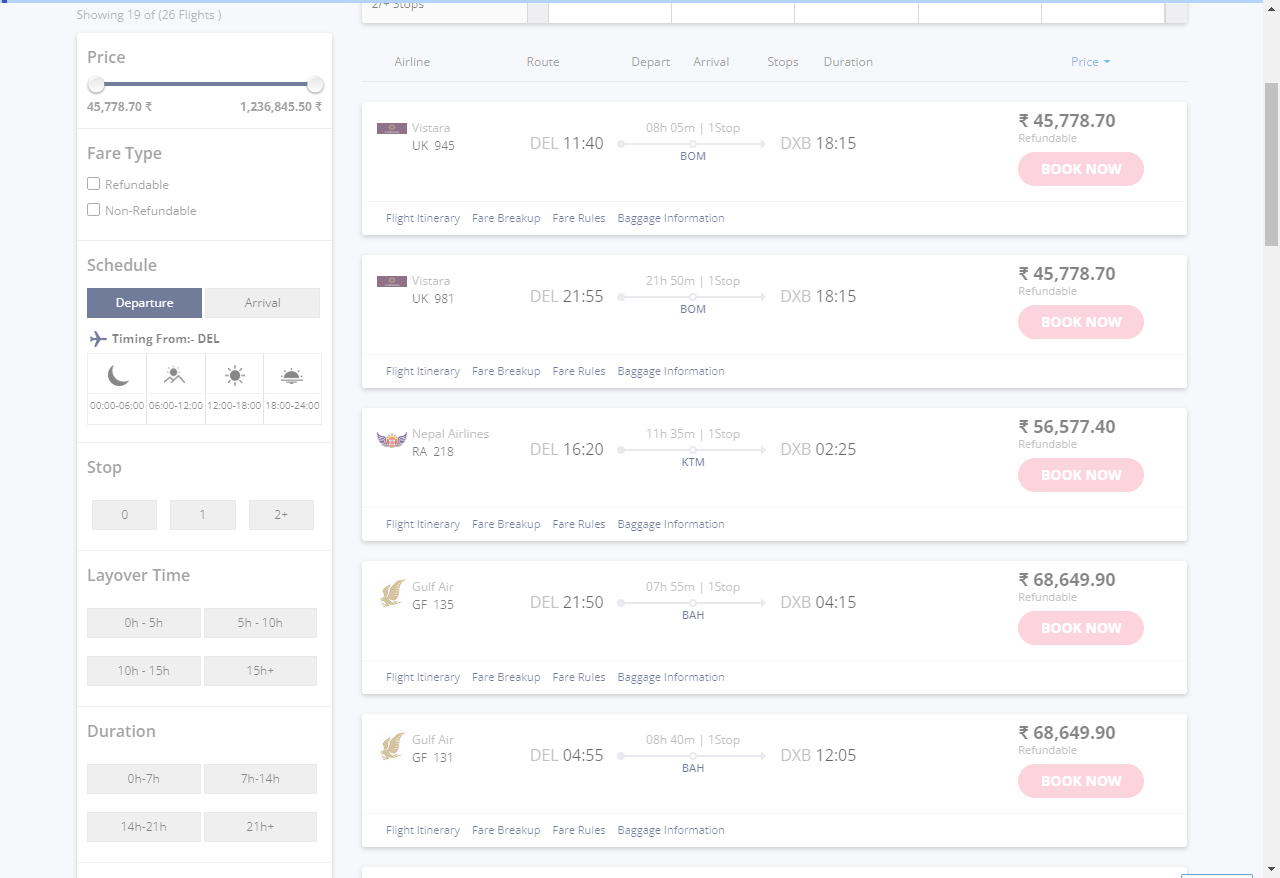 Showing 19 of (26 Flights )
2/+ Stops
Price
45,778.70 ₹ 1,236,845.50 ₹
Fare Type
Refundable
Non-Refundable
Schedule
Departure Arrival
Timing From:- DEL
00:00-06:00 06:00-12:00 12:00-18:00 18:00-24:00
Stop
0 1 2+
Layover Time
0h - 5h 5h - 10h
10h - 15h 15h+
Duration
0h-7h 7h-14h
14h-21h 21h+
Airline Route Depart Arrival Stops Duration Price
Vistara
UK 945
DEL 11:40
08h 05m | 1Stop
BOM
DXB 18:15
₹ 45,778.70
Refundable
BOOK NOW
Flight Itinerary Fare Breakup Fare Rules Baggage Information
Vistara
UK 981
DEL 21:55
21h 50m | 1Stop
BOM
DXB 18:15
₹ 45,778.70
Refundable
BOOK NOW
Flight Itinerary Fare Breakup Fare Rules Baggage Information
Nepal Airlines
RA 218
DEL 16:20
11h 35m | 1Stop
KTM
DXB 02:25
₹ 56,577.40
Refundable
BOOK NOW
Flight Itinerary Fare Breakup Fare Rules Baggage Information
Gulf Air
GF 135
DEL 21:50
07h 55m | 1Stop
BAH
DXB 04:15
₹ 68,649.90
Refundable
BOOK NOW
Flight Itinerary Fare Breakup Fare Rules Baggage Information
Gulf Air
GF 131
DEL 04:55
08h 40m | 1Stop
BAH
DXB 12:05
₹ 68,649.90
Refundable
BOOK NOW
Flight Itinerary Fare Breakup Fare Rules Baggage Information